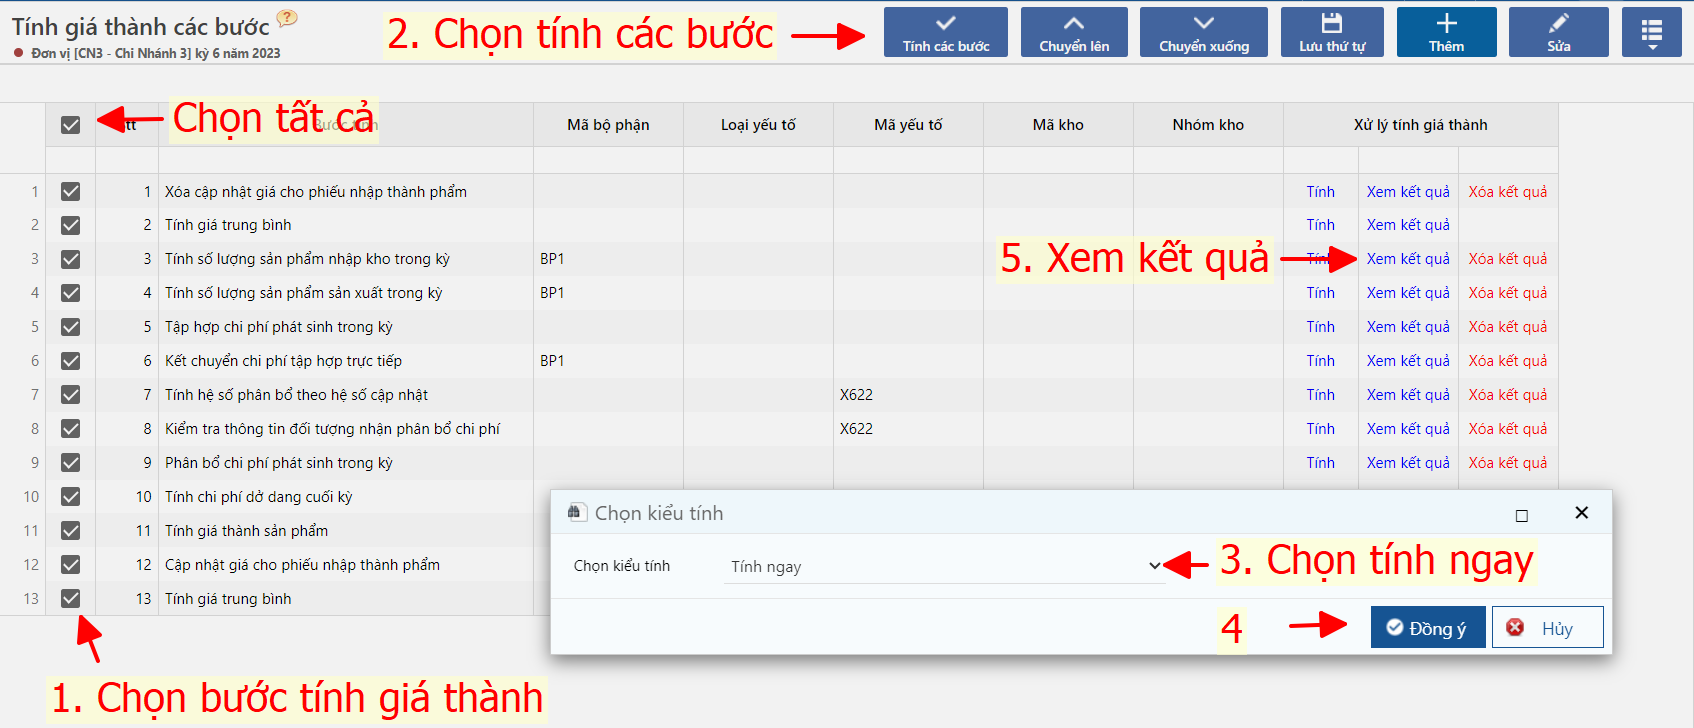 Tính giá thành các bước
?
Đơn vị [CN3 - Chi Nhánh 3] kỳ 6 năm 2023
2. Chọn tính các bước
Tính các bước
Chuyển lên
Chuyển xuống
Lưu thứ tự
Thêm
Sửa
Chọn tất cả
tt
Bước tính
Mã bộ phận
Loại yếu tố
Mã yếu tố
Mã kho
Nhóm kho
Xử lý tính giá thành
1 1 Xóa cập nhật giá cho phiếu nhập thành phẩm Tính Xem kết quả Xóa kết quả
2 2 Tính giá trung bình Tính Xem kết quả
3 3 Tính số lượng sản phẩm nhập kho trong kỳ BP1 Tính Xem kết quả Xóa kết quả
5. Xem kết quả
4 4 Tính số lượng sản phẩm sản xuất trong kỳ BP1 Tính Xem kết quả Xóa kết quả
5 5 Tập hợp chi phí phát sinh trong kỳ Tính Xem kết quả Xóa kết quả
6 6 Kết chuyển chi phí tập hợp trực tiếp BP1 Tính Xem kết quả Xóa kết quả
7 7 Tính hệ số phân bổ theo hệ số cập nhật X622 Tính Xem kết quả Xóa kết quả
8 8 Kiểm tra thông tin đối tượng nhận phân bổ chi phí X622 Tính Xem kết quả Xóa kết quả
9 9 Phân bổ chi phí phát sinh trong kỳ Tính Xem kết quả Xóa kết quả
10 10 Tính chi phí dở dang cuối kỳ
11 11 Tính giá thành sản phẩm
12 12 Cập nhật giá cho phiếu nhập thành phẩm
13 13 Tính giá trung bình
Chọn kiểu tính
Chọn kiểu tính
Tính ngay
3. Chọn tính ngay
4
Đồng ý
Hủy
1. Chọn bước tính giá thành